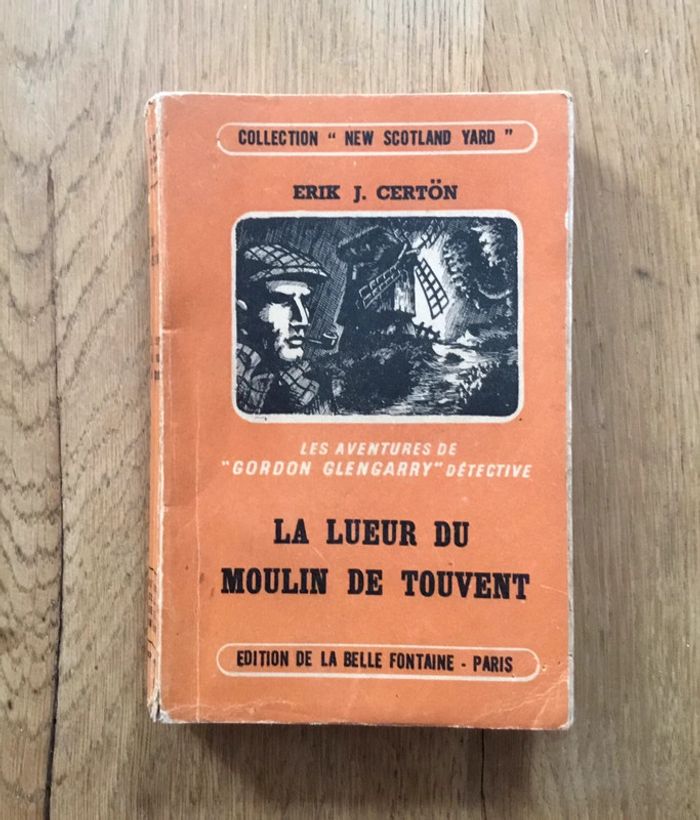 COLLECTION " NEW SCOTLAND YARD "
ERIK J. CERTÖN
LES AVENTURES DE
"GORDON GLENGARRY" DÉTECTIVE
LA LUEUR DU
MOULIN DE TOUVENT
EDITION DE LA BELLE FONTAINE - PARIS